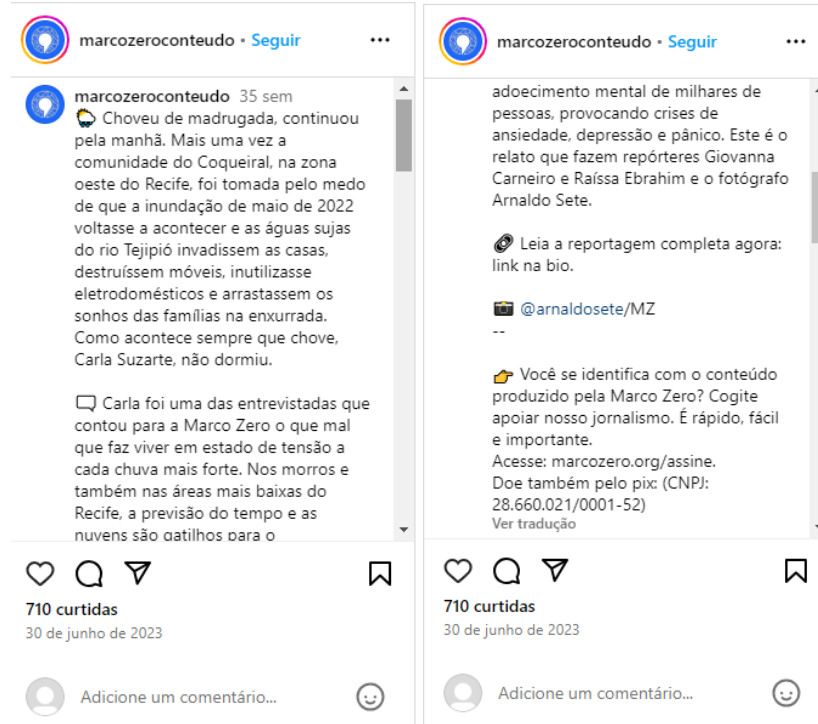 marcozeroconteudo • Seguir
marcozeroconteudo 35 sem
Choveu de madrugada, continuou
pela manhã. Mais uma vez a
comunidade do Coqueiral, na zona
oeste do Recife, foi tomada pelo medo
de que a inundação de maio de 2022
voltasse a acontecer e as águas sujas
do rio Tejipió invadissem as casas,
destruíssem móveis, inutilizasse
eletrodomésticos e arrastassem os
sonhos das famílias na enxurrada.
Como acontece sempre que chove,
Carla Suzarte, não dormiu.
Carla foi uma das entrevistadas que
contou para a Marco Zero o que mal
que faz viver em estado de tensão a
cada chuva mais forte. Nos morros e
também nas áreas mais baixas do
Recife, a previsão do tempo e as
nuvens são gatilhos para o
710 curtidas
30 de junho de 2023
Adicione um comentário...
marcozeroconteudo • Seguir
adoecimento mental de milhares de
pessoas, provocando crises de
ansiedade, depressão e pânico. Este é o
relato que fazem repórteres Giovanna
Carneiro e Raíssa Ebrahim e o fotógrafo
Arnaldo Sete.
Leia a reportagem completa agora:
link na bio.
@arnaldosete/MZ
--
Você se identifica com o conteúdo
produzido pela Marco Zero? Cogite
apoiar nosso jornalismo. É rápido, fácil
e importante.
Acesse: marcozero.org/assine.
Doe também pelo pix: (CNPJ:
28.660.021/0001-52)
Ver tradução
710 curtidas
30 de junho de 2023
Adicione um comentário...